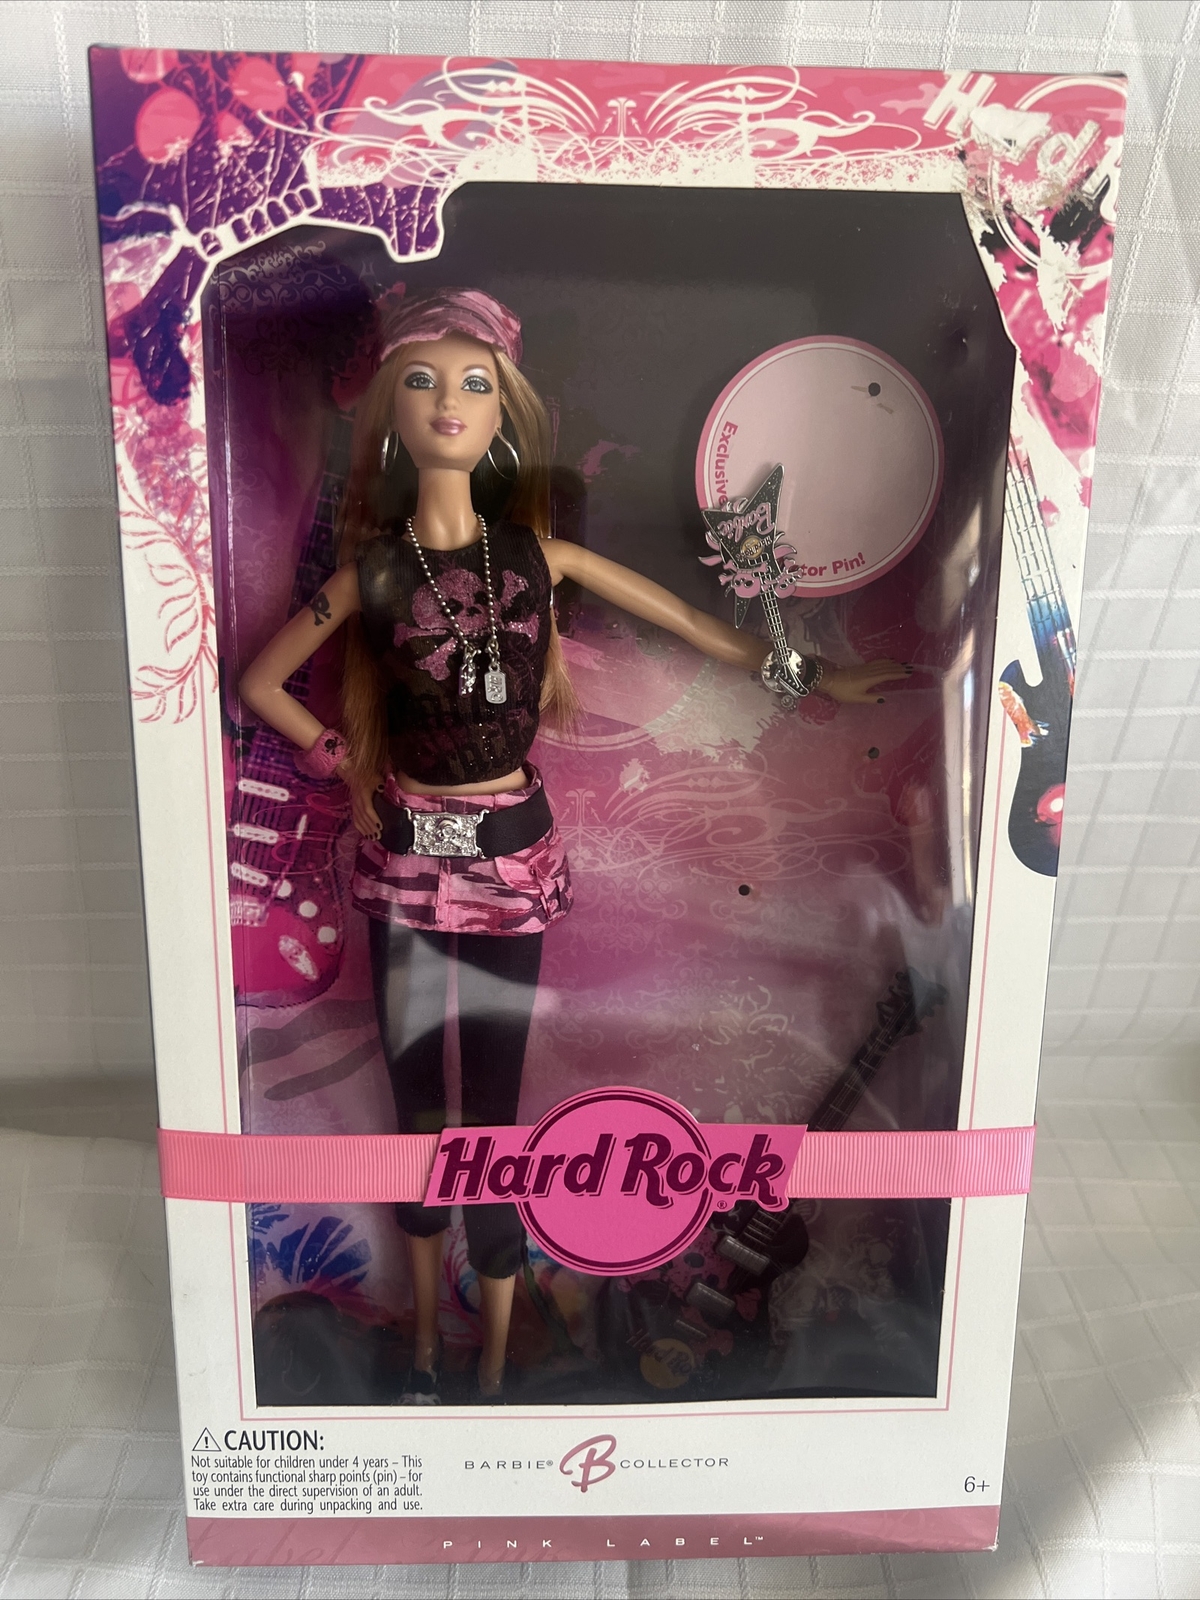 Hard
Exclusive
tor Pin!
Barbie
Hard Rock®
⚠ CAUTION:
Not suitable for children under 4 years – This
toy contains functional sharp points (pin) – for
use under the direct supervision of an adult.
Take extra care during unpacking and use.
BARBIE® B COLLECTOR
6+
PINK LABEL™